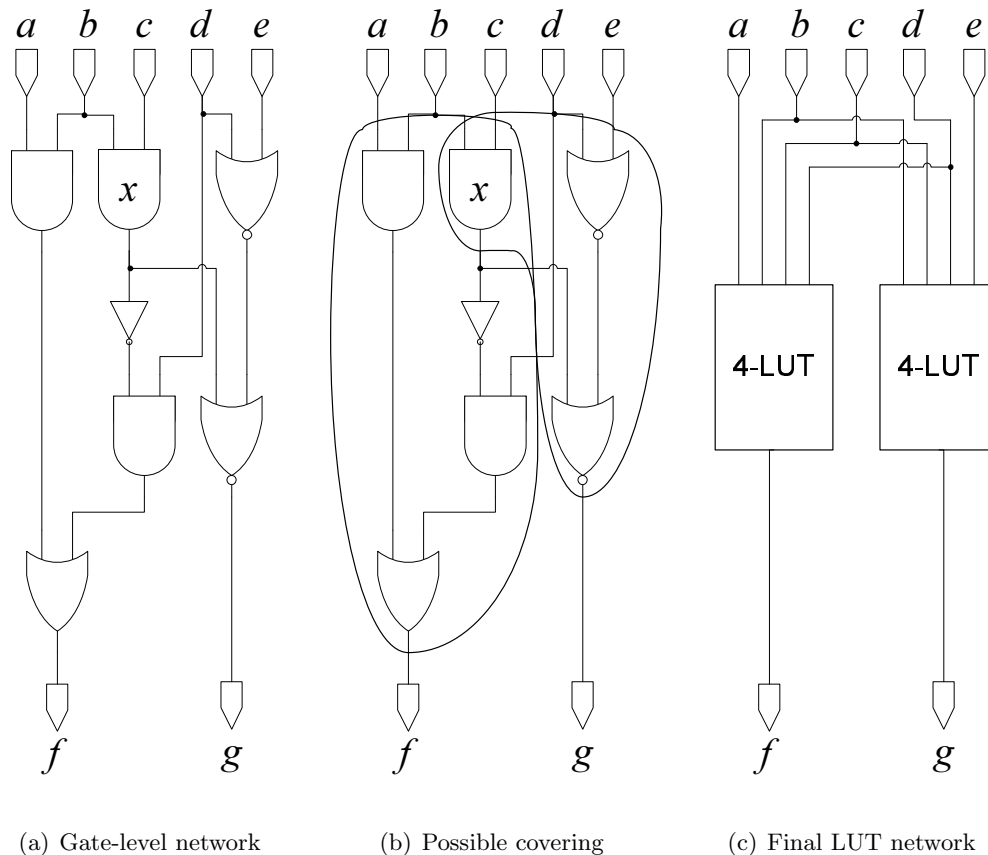 a b c d e a b c d e a b c d e
x x
4-LUT 4-LUT
f g f g f g
(a) Gate-level network (b) Possible covering (c) Final LUT network